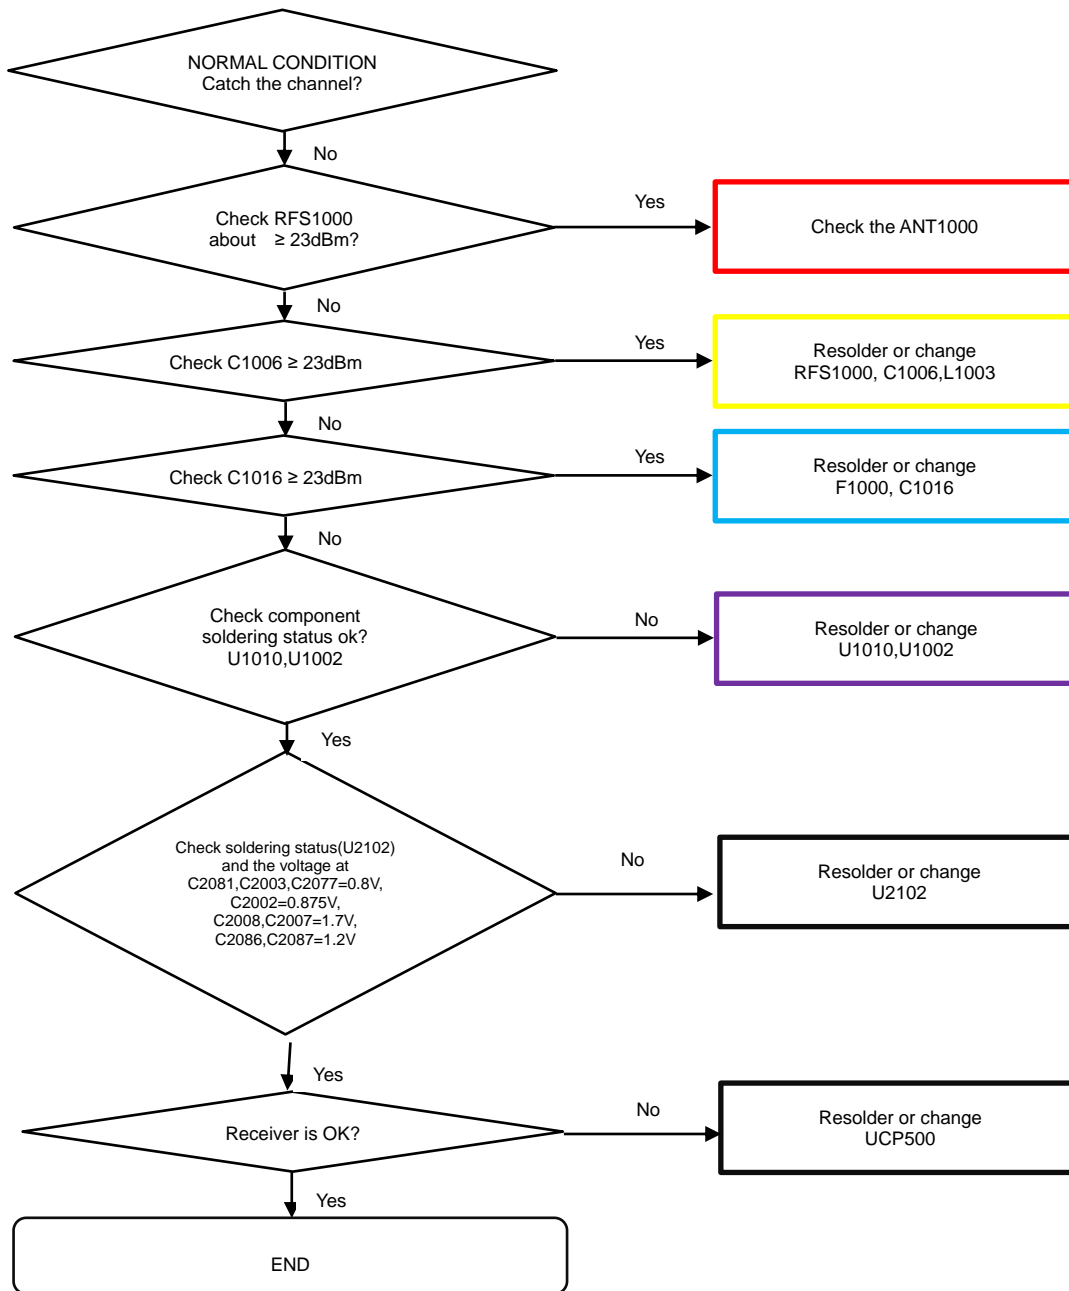 NORMAL CONDITION
Catch the channel?
No
Check RFS1000
about ≥ 23dBm?
Yes
Check the ANT1000
No
Check C1006 ≥ 23dBm
Yes
Resolder or change
RFS1000, C1006,L1003
No
Check C1016 ≥ 23dBm
Yes
Resolder or change
F1000, C1016
No
Check component
soldering status ok?
U1010,U1002
No
Resolder or change
U1010,U1002
Yes
Check soldering status(U2102)
and the voltage at
C2081,C2003,C2077=0.8V,
C2002=0.875V,
C2008,C2007=1.7V,
C2086,C2087=1.2V
No
Resolder or change
U2102
Yes
Receiver is OK?
No
Resolder or change
UCP500
Yes
END